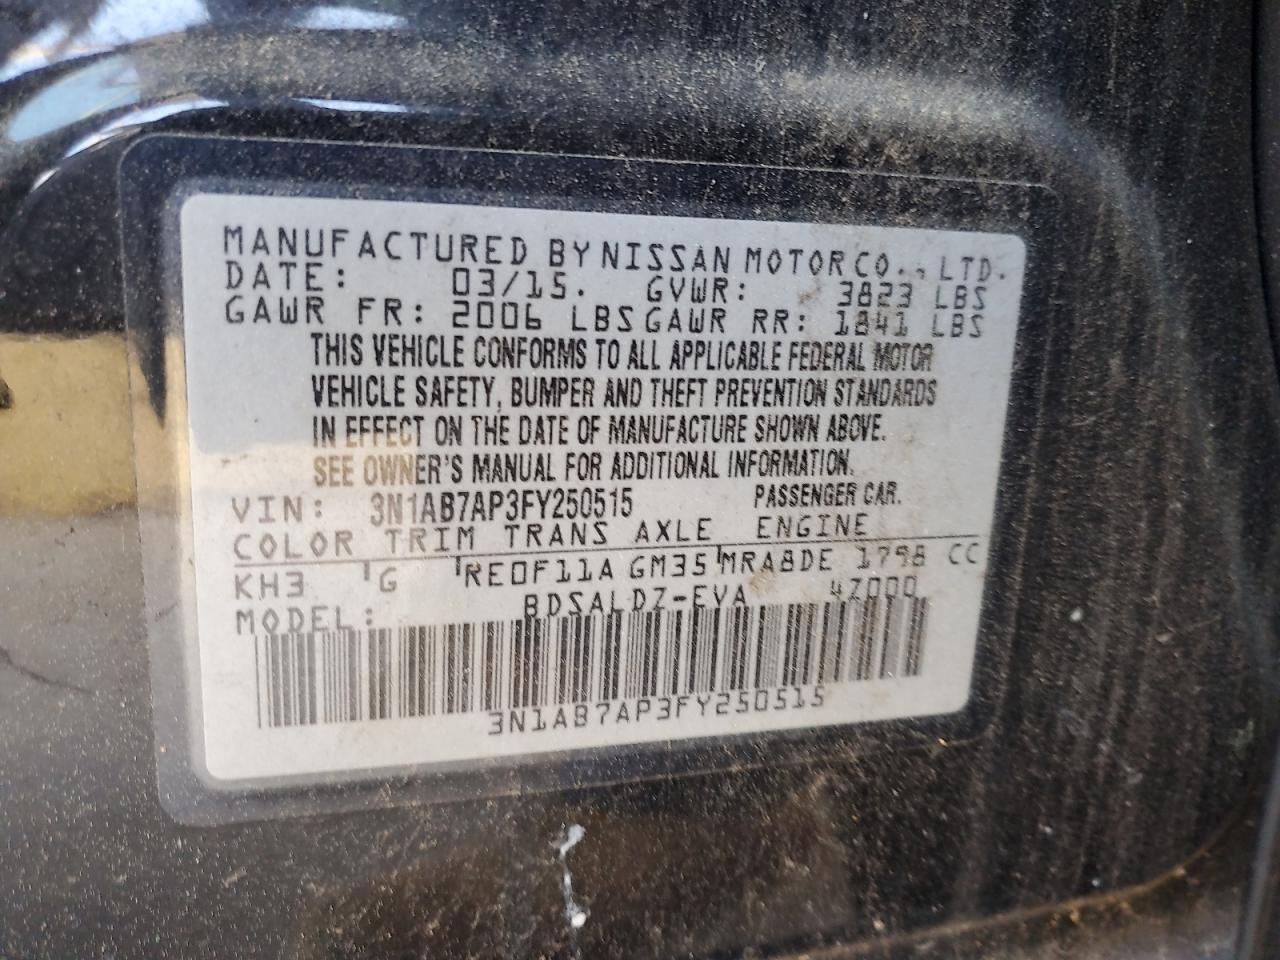 MANUFACTURED BY NISSAN MOTOR CO., LTD.
DATE: 03/15. GVWR: 3823 LBS
GAWR FR: 2006 LBS GAWR RR: 1841 LBS
THIS VEHICLE CONFORMS TO ALL APPLICABLE FEDERAL MOTOR
VEHICLE SAFETY, BUMPER AND THEFT PREVENTION STANDARDS
IN EFFECT ON THE DATE OF MANUFACTURE SHOWN ABOVE.
SEE OWNER'S MANUAL FOR ADDITIONAL INFORMATION.
VIN: 3N1AB7AP3FY250515 PASSENGER CAR.
COLOR TRIM TRANS AXLE ENGINE
KH3 G RE0F11A GM35 MRA8DE 1798 CC
MODEL: BDSALDZ-EVA 4Z000
3N1AB7AP3FY250515